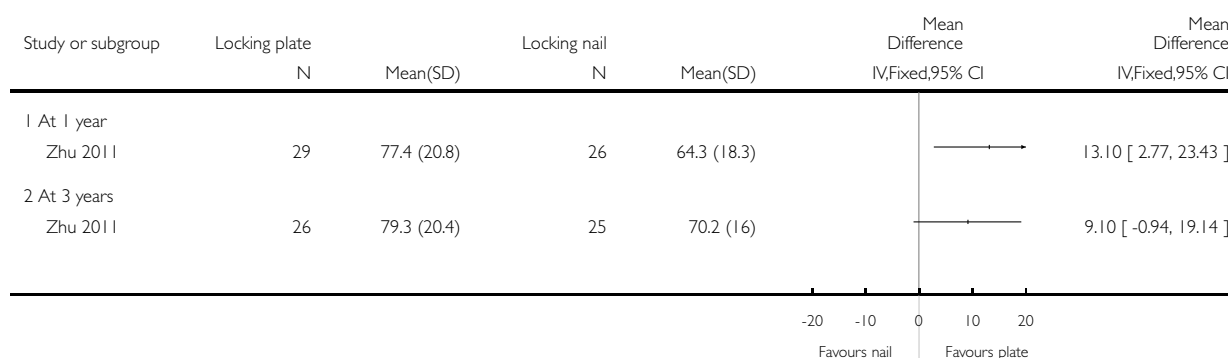 Mean Mean
Study or subgroup Locking plate Locking nail Difference Difference
N Mean(SD) N Mean(SD) IV,Fixed,95% CI IV,Fixed,95% CI
1 At 1 year
Zhu 2011 29 77.4 (20.8) 26 64.3 (18.3) 13.10 [ 2.77, 23.43 ]
2 At 3 years
Zhu 2011 26 79.3 (20.4) 25 70.2 (16) 9.10 [ -0.94, 19.14 ]
-20 -10 0 10 20
Favours nail Favours plate